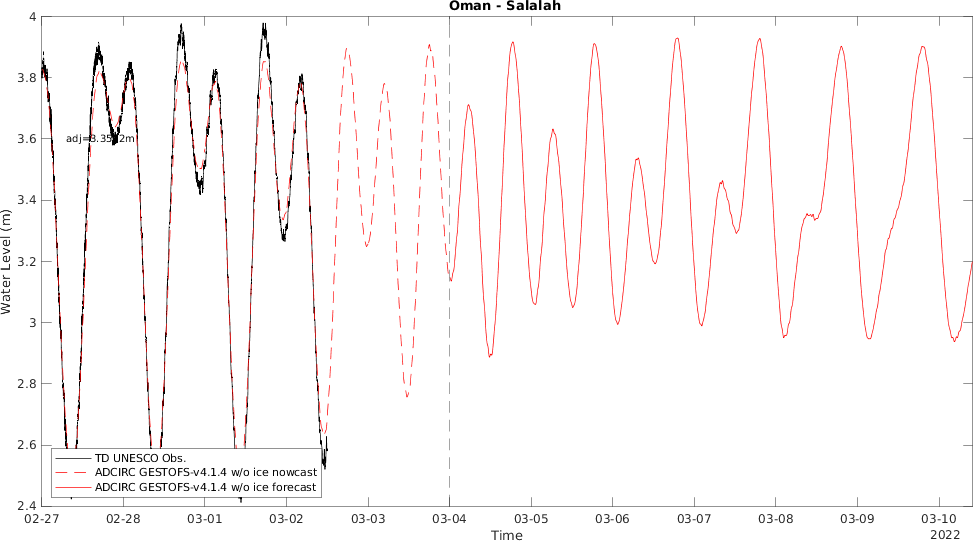 Oman - Salalah
4
3.8
3.6
3.4
3.2
3
2.8
2.6
2.4
Water Level (m)
TD UNESCO Obs.
ADCIRC GESTOFS-v4.1.4 w/o ice nowcast
ADCIRC GESTOFS-v4.1.4 w/o ice forecast
02-27 02-28 03-01 03-02 03-03 03-04 03-05 03-06 03-07 03-08 03-09 03-10
Time
2022